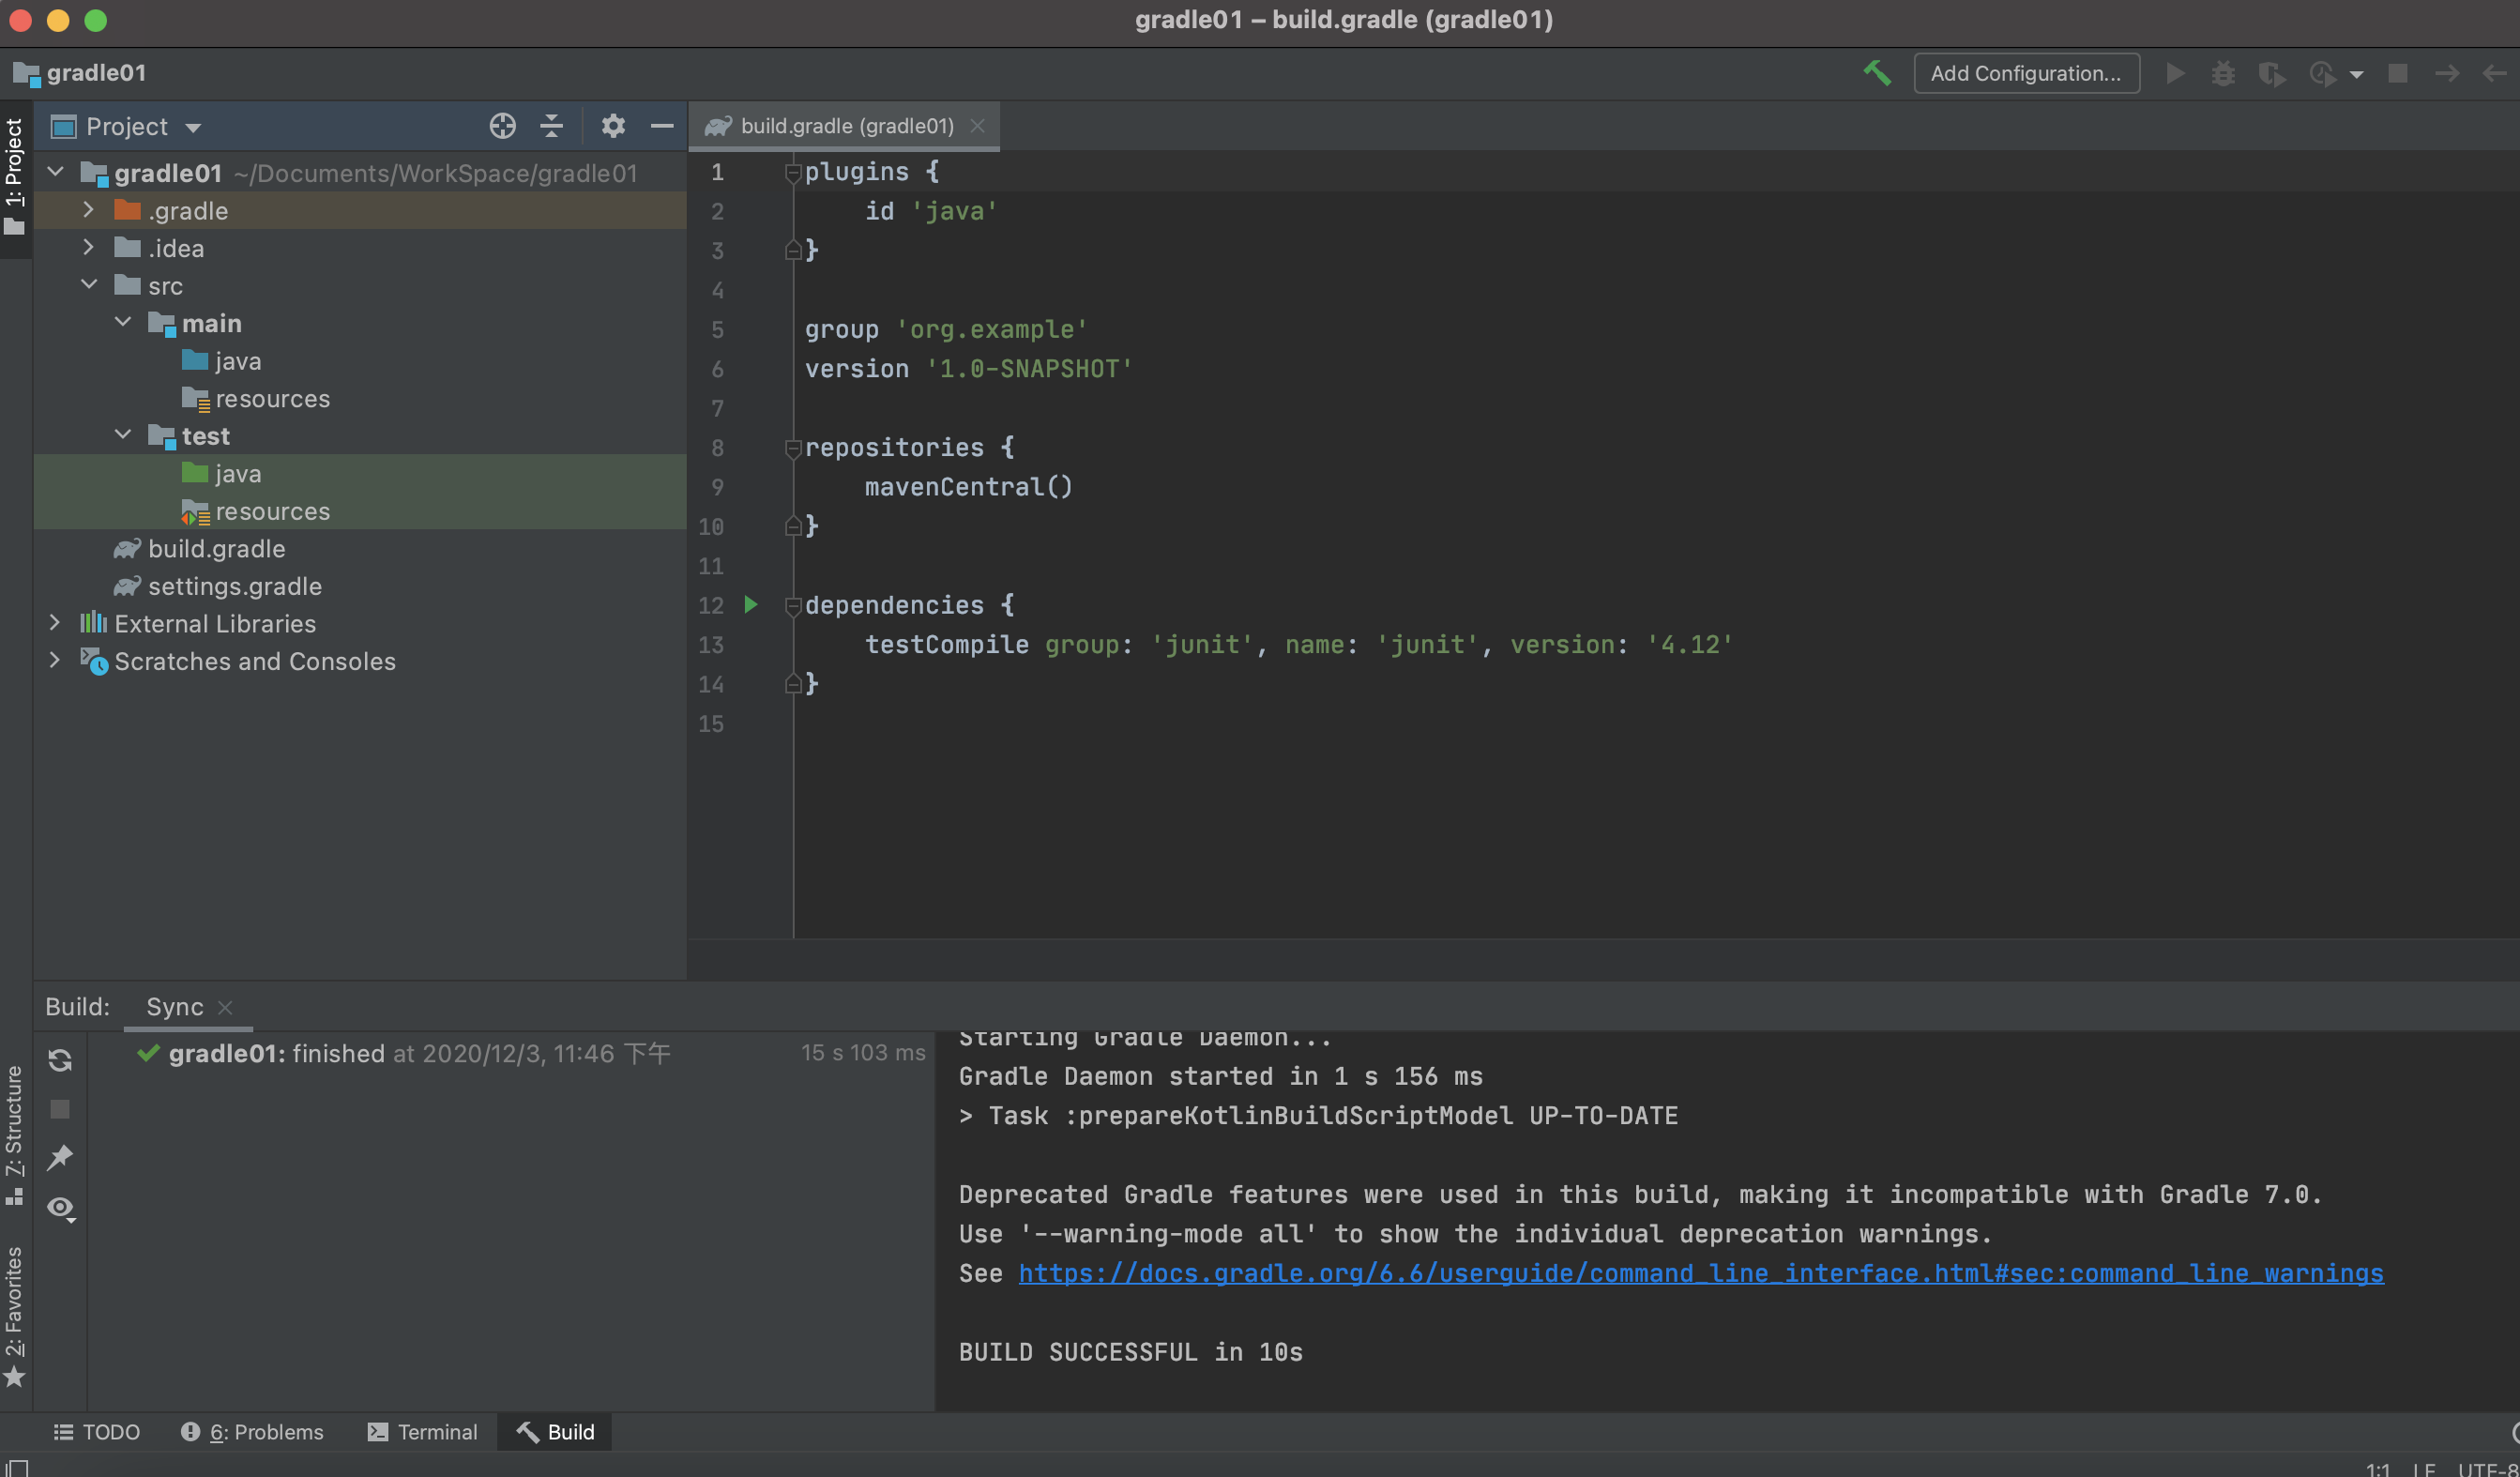 gradle01 – build.gradle (gradle01)
gradle01
Add Configuration...
1: Project
Project
build.gradle (gradle01)
gradle01 ~/Documents/WorkSpace/gradle01
.gradle
.idea
src
main
java
resources
test
java
resources
build.gradle
settings.gradle
External Libraries
Scratches and Consoles
1 plugins {
2 id 'java'
3 }
4
5 group 'org.example'
6 version '1.0-SNAPSHOT'
7
8 repositories {
9 mavenCentral()
10 }
11
12 dependencies {
13 testCompile group: 'junit', name: 'junit', version: '4.12'
14 }
15
Build: Sync
gradle01: finished at 2020/12/3, 11:46 下午 15 s 103 ms
Starting Gradle Daemon...
Gradle Daemon started in 1 s 156 ms
> Task :prepareKotlinBuildScriptModel UP-TO-DATE
Deprecated Gradle features were used in this build, making it incompatible with Gradle 7.0.
Use '--warning-mode all' to show the individual deprecation warnings.
See https://docs.gradle.org/6.6/userguide/command_line_interface.html#sec:command_line_warnings
BUILD SUCCESSFUL in 10s
7: Structure
2: Favorites
TODO 6: Problems Terminal Build
1:1 LF UTF-8